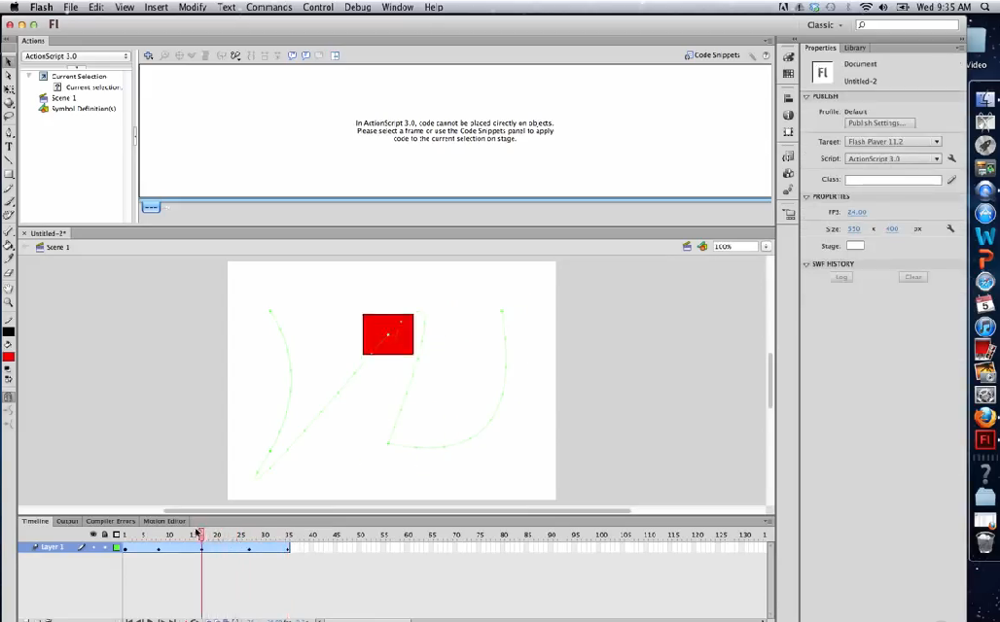 Flash File Edit View Insert Modify Text Commands Control Debug Window Help Wed 9:35 AM
Fl Classic
Actions
ActionScript 3.0 Code Snippets
Current Selection
Current selection.
Scene 1
Symbol Definition(s)
In ActionScript 3.0, code cannot be placed directly on objects.
Please select a frame or use the Code Snippets panel to apply
code to the current selection on stage.
Untitled-2*
Scene 1 100%
Properties Library
Fl Document
Untitled-2
PUBLISH
Profile: Default
Publish Settings...
Target: Flash Player 11.2
Script: ActionScript 3.0
Class:
PROPERTIES
FPS: 24.00
Size: 550 x 400 px
Stage:
SWF HISTORY
Log Clear
Video
Timeline Output Compiler Errors Motion Editor
1 5 10 15 20 25 30 35 40 45 50 55 60 65 70 75 80 85 90 95 100 105 110 115 120 125 130
Layer 1